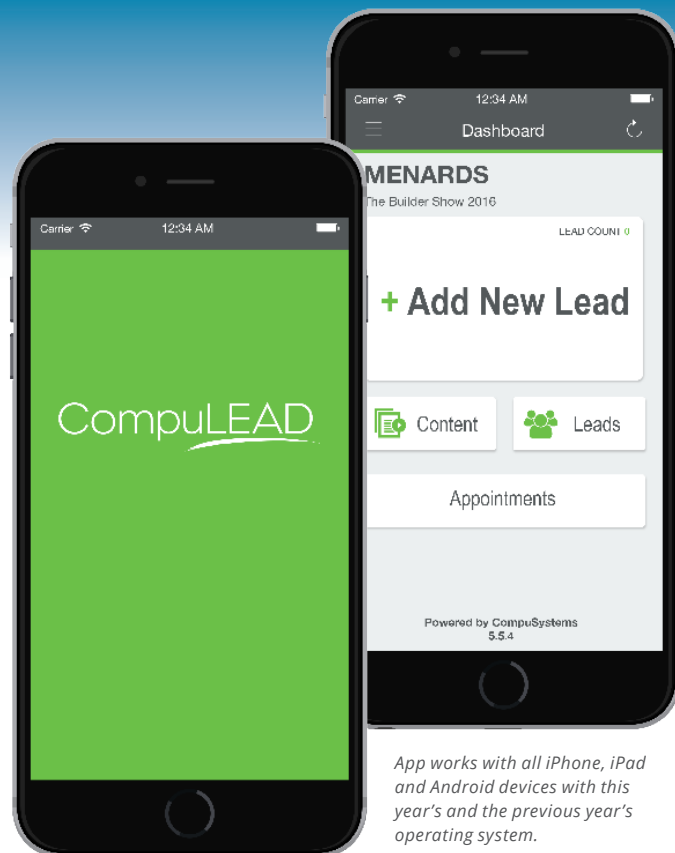 Carrier 12:34 AM
CompuLEAD
Carrier 12:34 AM
Dashboard
MENARDS
The Builder Show 2016
LEAD COUNT 0
+ Add New Lead
Content
Leads
Appointments
Powered by CompuSystems
5.5.4
App works with all iPhone, iPad
and Android devices with this
year’s and the previous year’s
operating system.